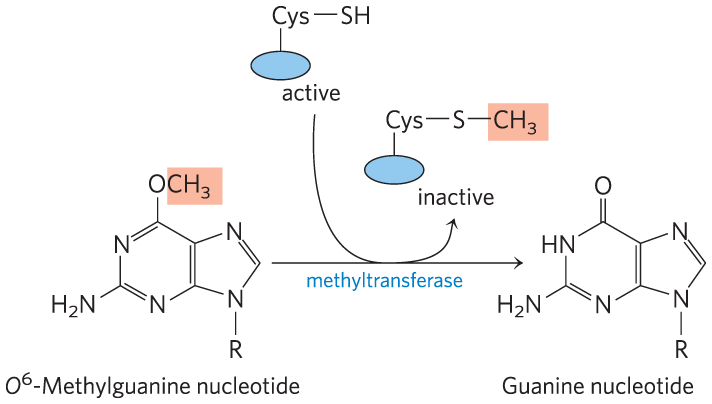 Cys—SH
active
Cys—S—CH₃
inactive
OCH₃
N
N
H₂N
N
N
R
methyltransferase
O
HN
N
H₂N
N
N
R
O⁶-Methylguanine nucleotide
Guanine nucleotide